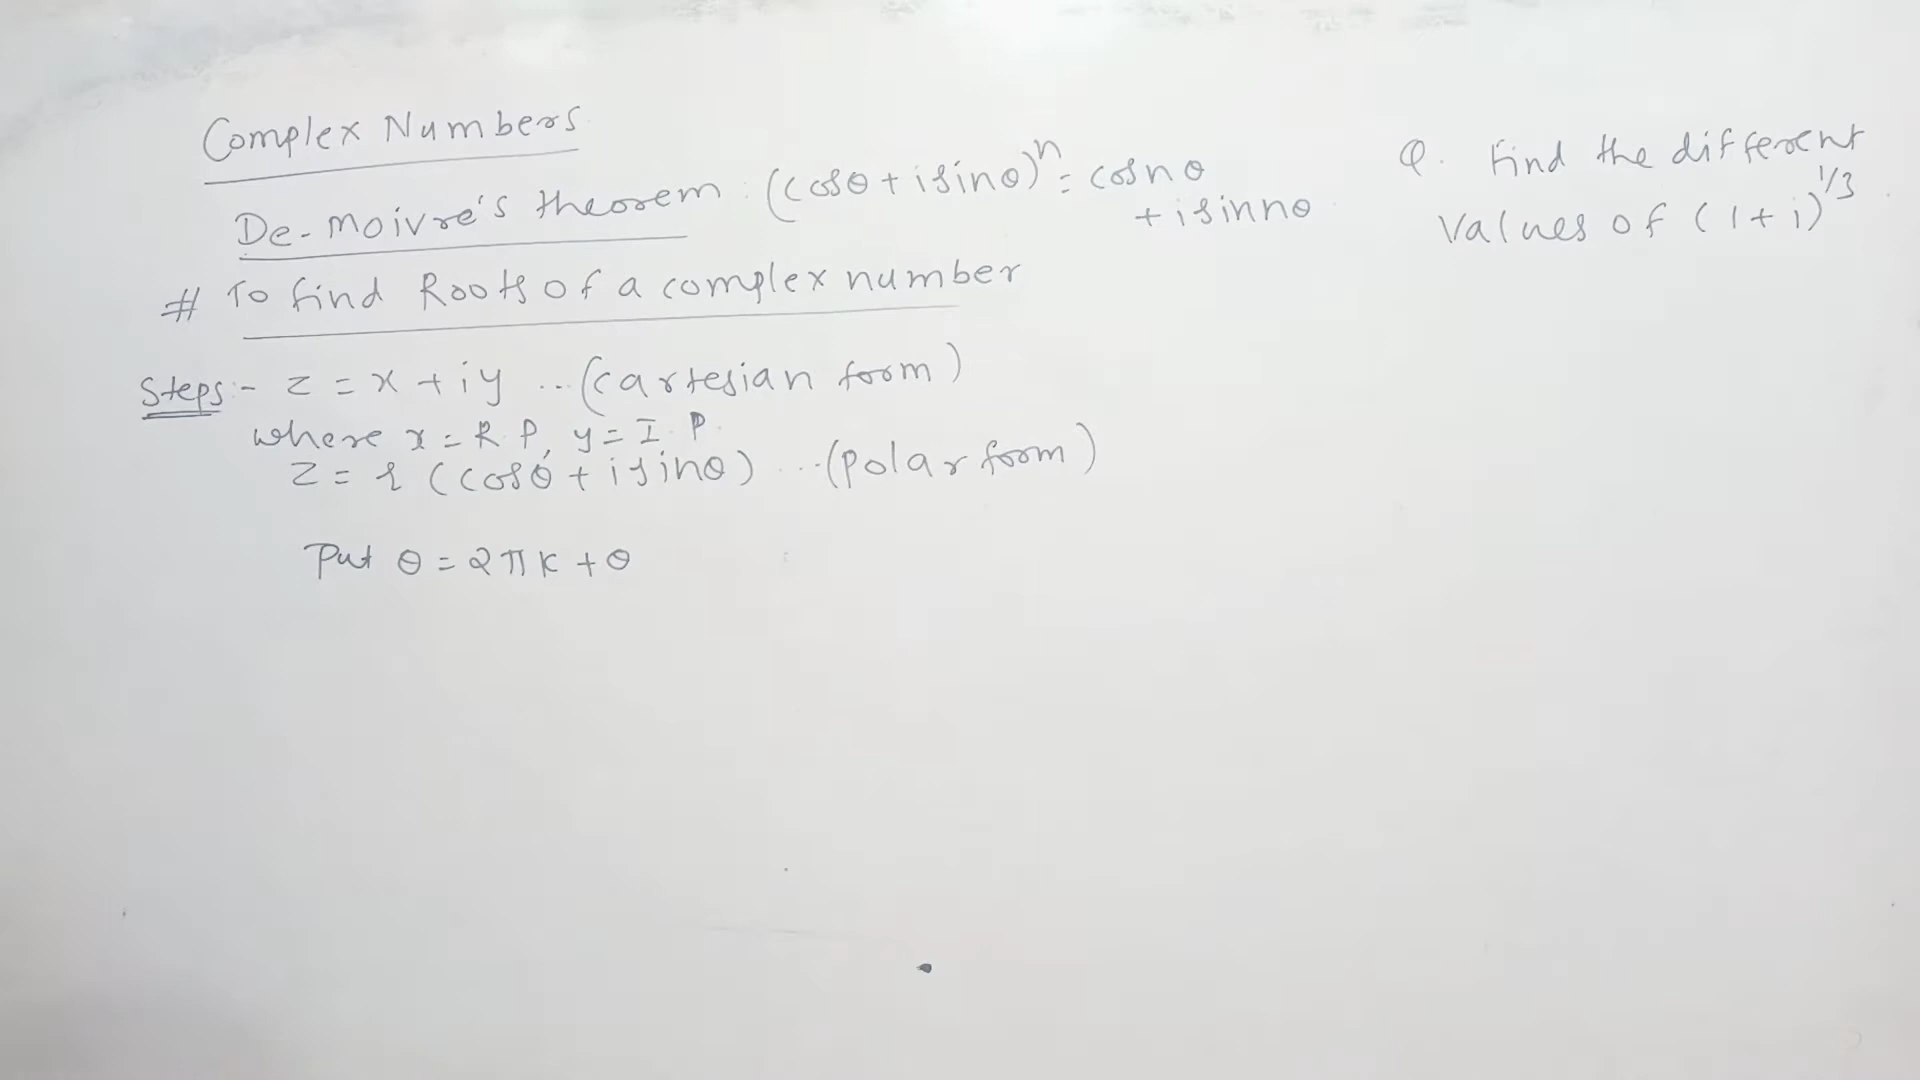 Complex Numbers
De-Moivre's theorem : (cosθ + isinθ)^n = cosnθ
+ isinnθ
# To find Roots of a complex number
Steps:- z = x + iy ...(cartesian form)
where x = R.P, y = I.P.
z = r (cosθ + isinθ) ...(polar form)
Put θ = 2πk + θ
Q. Find the different
values of (1 + i)^1/3